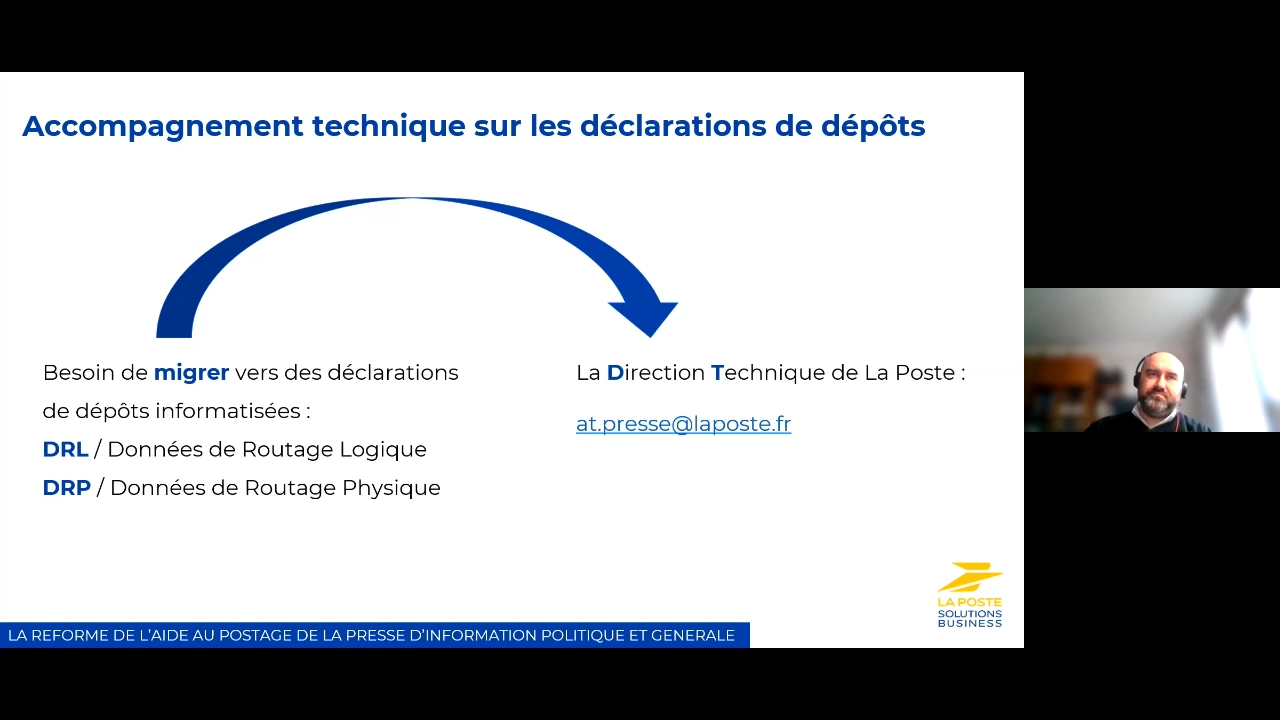 Accompagnement technique sur les déclarations de dépôts
Besoin de migrer vers des déclarations
de dépôts informatisées :
DRL / Données de Routage Logique
DRP / Données de Routage Physique
La Direction Technique de La Poste :
at.presse@laposte.fr
LA POSTE
SOLUTIONS
BUSINESS
LA REFORME DE L'AIDE AU POSTAGE DE LA PRESSE D'INFORMATION POLITIQUE ET GENERALE